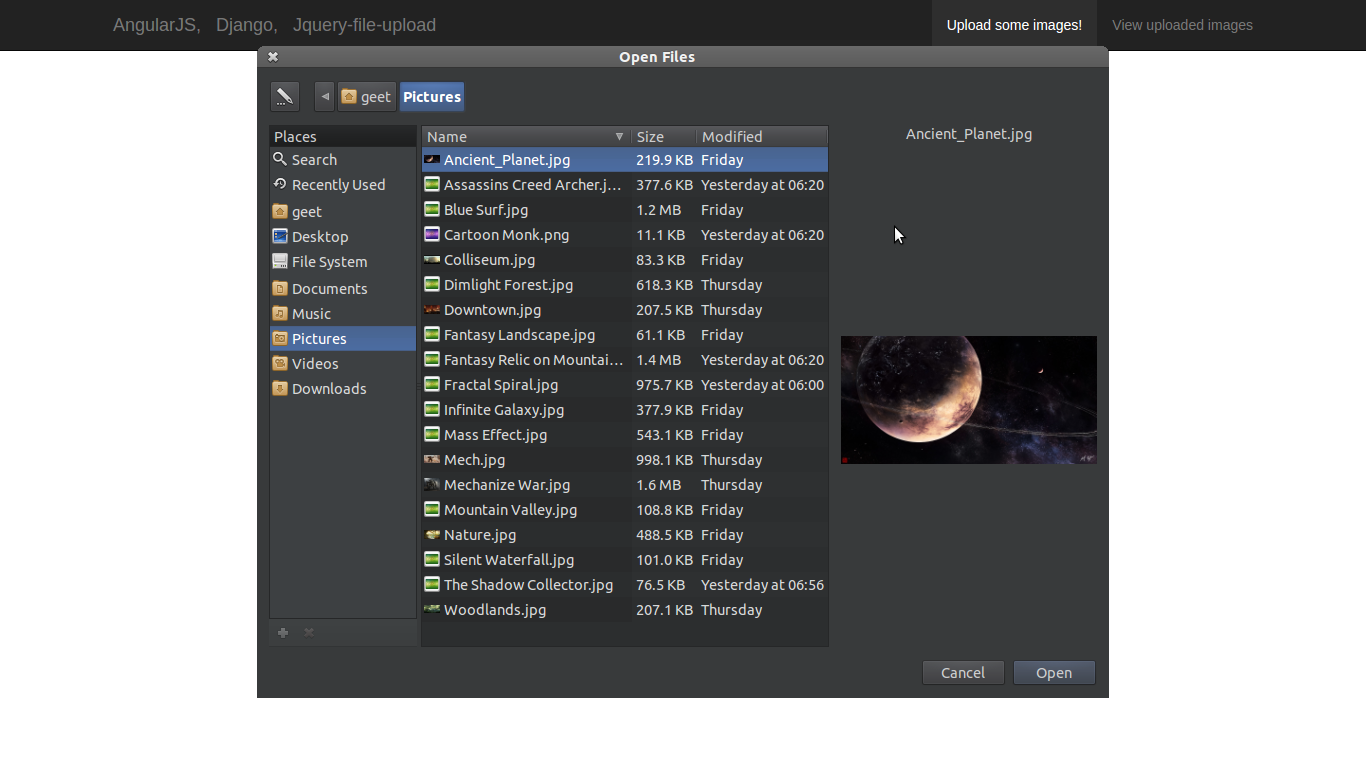 AngularJS, Django, Jquery-file-upload Upload some images! View uploaded images
Open Files
geet Pictures
Places
Search
Recently Used
geet
Desktop
File System
Documents
Music
Pictures
Videos
Downloads
Name Size Modified
Ancient_Planet.jpg 219.9 KB Friday
Assassins Creed Archer.j... 377.6 KB Yesterday at 06:20
Blue Surf.jpg 1.2 MB Friday
Cartoon Monk.png 11.1 KB Yesterday at 06:20
Colliseum.jpg 83.3 KB Friday
Dimlight Forest.jpg 618.3 KB Thursday
Downtown.jpg 207.5 KB Thursday
Fantasy Landscape.jpg 61.1 KB Friday
Fantasy Relic on Mountai... 1.4 MB Yesterday at 06:20
Fractal Spiral.jpg 975.7 KB Yesterday at 06:00
Infinite Galaxy.jpg 377.9 KB Friday
Mass Effect.jpg 543.1 KB Friday
Mech.jpg 998.1 KB Thursday
Mechanize War.jpg 1.6 MB Thursday
Mountain Valley.jpg 108.8 KB Friday
Nature.jpg 488.5 KB Friday
Silent Waterfall.jpg 101.0 KB Friday
The Shadow Collector.jpg 76.5 KB Yesterday at 06:56
Woodlands.jpg 207.1 KB Thursday
Ancient_Planet.jpg
Cancel Open